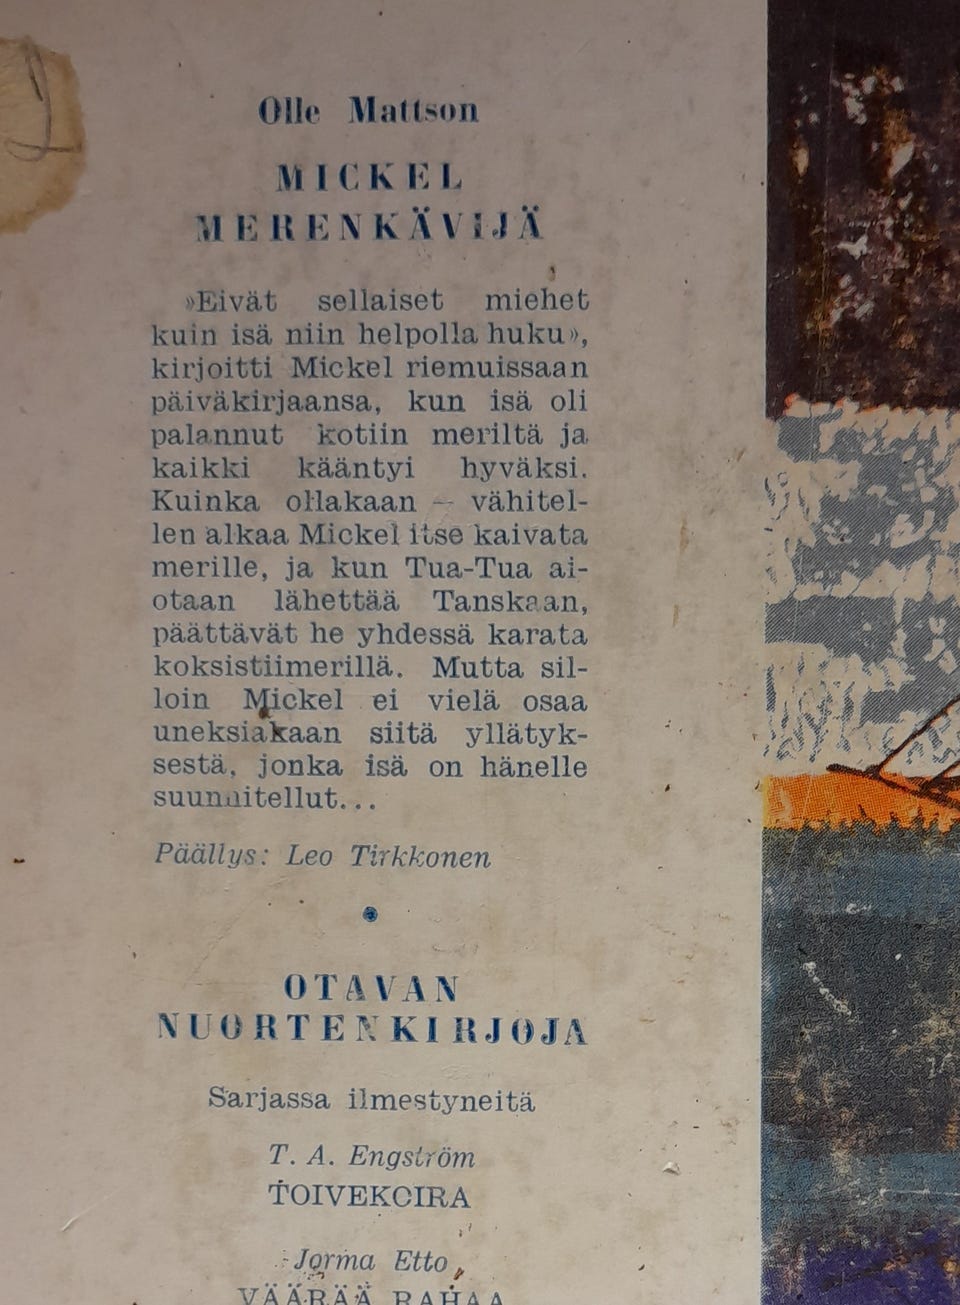 Olle Mattson
MICKEL
MERENKÄVIJÄ
»Eivät sellaiset miehet
kuin isä niin helpolla huku»,
kirjoitti Mickel riemuissaan
päiväkirjaansa, kun isä oli
palannut kotiin meriltä ja
kaikki kääntyi hyväksi.
Kuinka ollakaan – vähitel-
len alkaa Mickel itse kaivata
merille, ja kun Tua-Tua ai-
otaan lähettää Tanskaan,
päättävät he yhdessä karata
koksistiimerillä. Mutta sil-
loin Mickel ei vielä osaa
uneksiakaan siitä yllätyk-
sestä, jonka isä on hänelle
suunnitellut...
Päällys: Leo Tirkkonen
OTAVAN
NUORTENKIRJOJA
Sarjassa ilmestyneitä
T. A. Engström
TOIVEKOIRA
Jorma Etto
VÄÄRÄÄ RAHAA